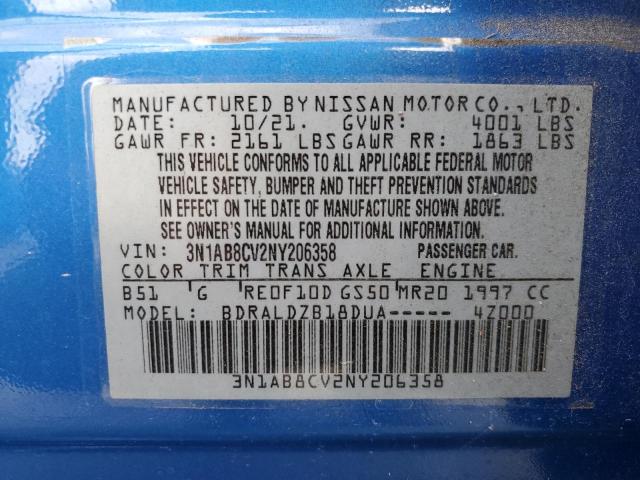 MANUFACTURED BY NISSAN MOTOR CO., LTD.
DATE: 10/21. GVWR: 4001 LBS
GAWR FR: 2161 LBS GAWR RR: 1863 LBS
THIS VEHICLE CONFORMS TO ALL APPLICABLE FEDERAL MOTOR
VEHICLE SAFETY, BUMPER AND THEFT PREVENTION STANDARDS
IN EFFECT ON THE DATE OF MANUFACTURE SHOWN ABOVE.
SEE OWNER'S MANUAL FOR ADDITIONAL INFORMATION.
VIN: 3N1AB8CV2NY206358 PASSENGER CAR.
COLOR TRIM TRANS AXLE ENGINE
B51 G RE0F10D GS50 MR20 1997 CC
MODEL: BDRALDZB18DUA----- 4Z000
3N1AB8CV2NY206358